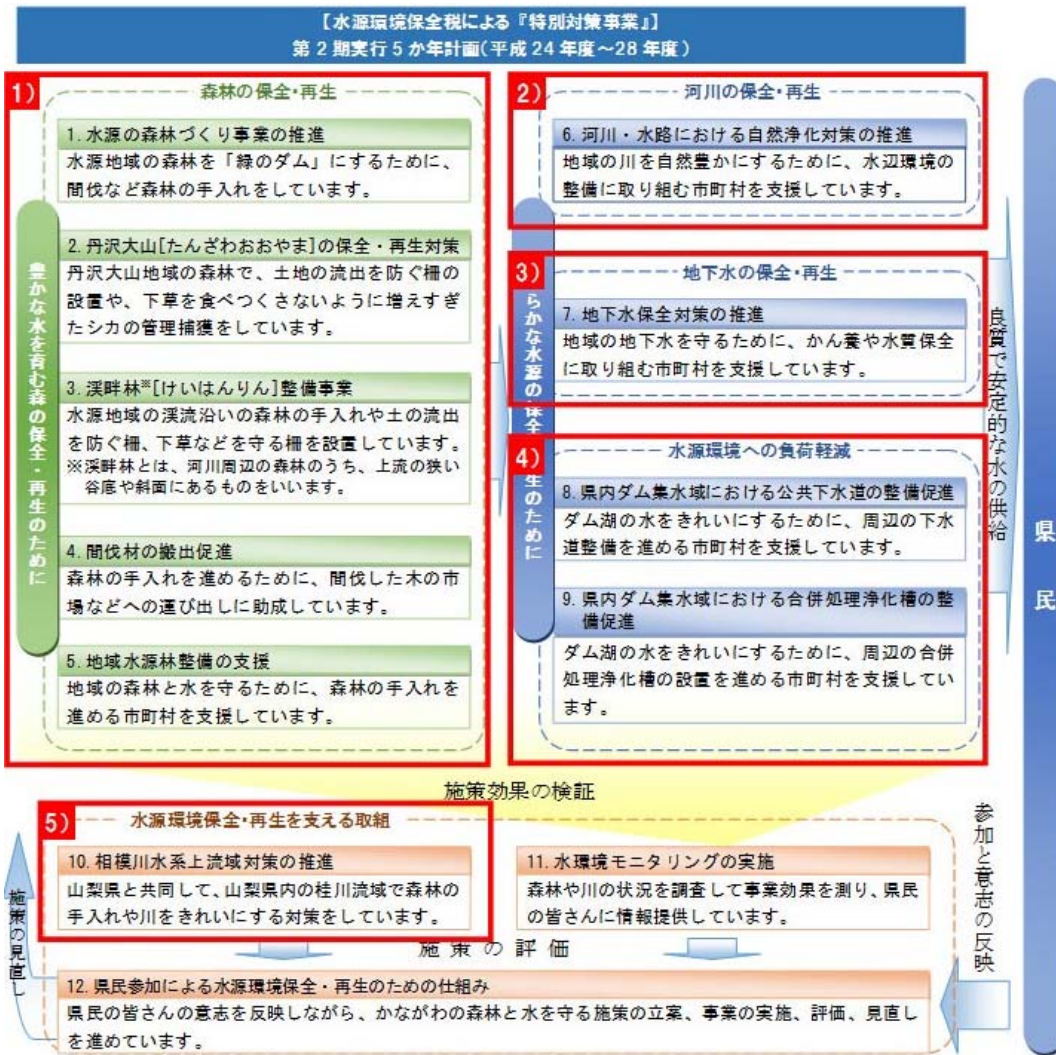 【水源環境保全税による『特別対策事業』】
第2期実行5か年計画(平成24年度～28年度)
1)
森林の保全・再生
1. 水源の森林づくり事業の推進
水源地域の森林を「緑のダム」にするために、
間伐など森林の手入れをしています。
2. 丹沢大山[たんざわおおやま]の保全・再生対策
丹沢大山地域の森林で、土地の流出を防ぐ柵の
設置や、下草を食べつくさないように増えすぎ
たシカの管理捕獲をしています。
3. 渓畔林※[けいはんりん]整備事業
水源地域の渓流沿いの森林の手入れや土の流出
を防ぐ柵、下草などを守る柵を設置しています。
※渓畔林とは、河川周辺の森林のうち、上流の狭い
谷底や斜面にあるものをいいます。
4. 間伐材の搬出促進
森林の手入れを進めるために、間伐した木の市
場などへの運び出しに助成しています。
5. 地域水源林整備の支援
地域の森林と水を守るために、森林の手入れを
進める市町村を支援しています。
豊かな水を育む森の保全・再生のために
2)
河川の保全・再生
6. 河川・水路における自然浄化対策の推進
地域の川を自然豊かにするために、水辺環境の
整備に取り組む市町村を支援しています。
3)
地下水の保全・再生
7. 地下水保全対策の推進
地域の地下水を守るために、かん養や水質保全
に取り組む市町村を支援しています。
4)
水源環境への負荷軽減
8. 県内ダム集水域における公共下水道の整備促進
ダム湖の水をきれいにするために、周辺の下水
道整備を進める市町村を支援しています。
9. 県内ダム集水域における合併処理浄化槽の整
備促進
ダム湖の水をきれいにするために、周辺の合併
処理浄化槽の設置を進める市町村を支援してい
ます。
らかな水源の保全
生のために
良質で安定的な水の供給
県民
施策効果の検証
5)
水源環境保全・再生を支える取組
10. 相模川水系上流域対策の推進
山梨県と共同して、山梨県内の桂川流域で森林の
手入れや川をきれいにする対策をしています。
11. 水環境モニタリングの実施
森林や川の状況を調査して事業効果を測り、県民
の皆さんに情報提供しています。
施策の評価
12. 県民参加による水源環境保全・再生のための仕組み
県民の皆さんの意志を反映しながら、かながわの森林と水を守る施策の立案、事業の実施、評価、見直し
を進めています。
施策の見直し
参加と意志の反映